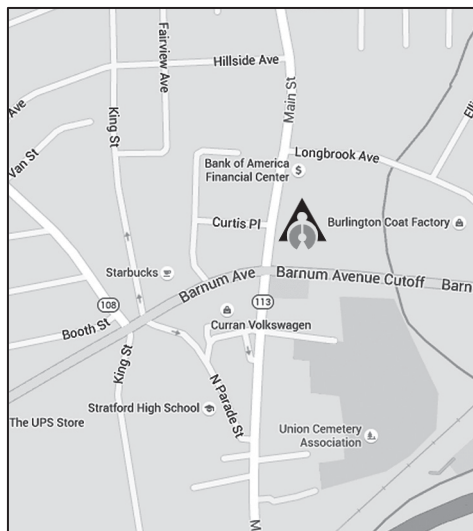 Fairview Ave
Hillside Ave
Main St
Ave
King St
Van St
Longbrook Ave
Bank of America
Financial Center
$
Curtis Pl
Burlington Coat Factory
Starbucks
Barnum Ave
Barnum Avenue Cutoff
Barn
108
113
Booth St
Curran Volkswagen
King St
N Parade St
Stratford High School
The UPS Store
Union Cemetery
Association
M